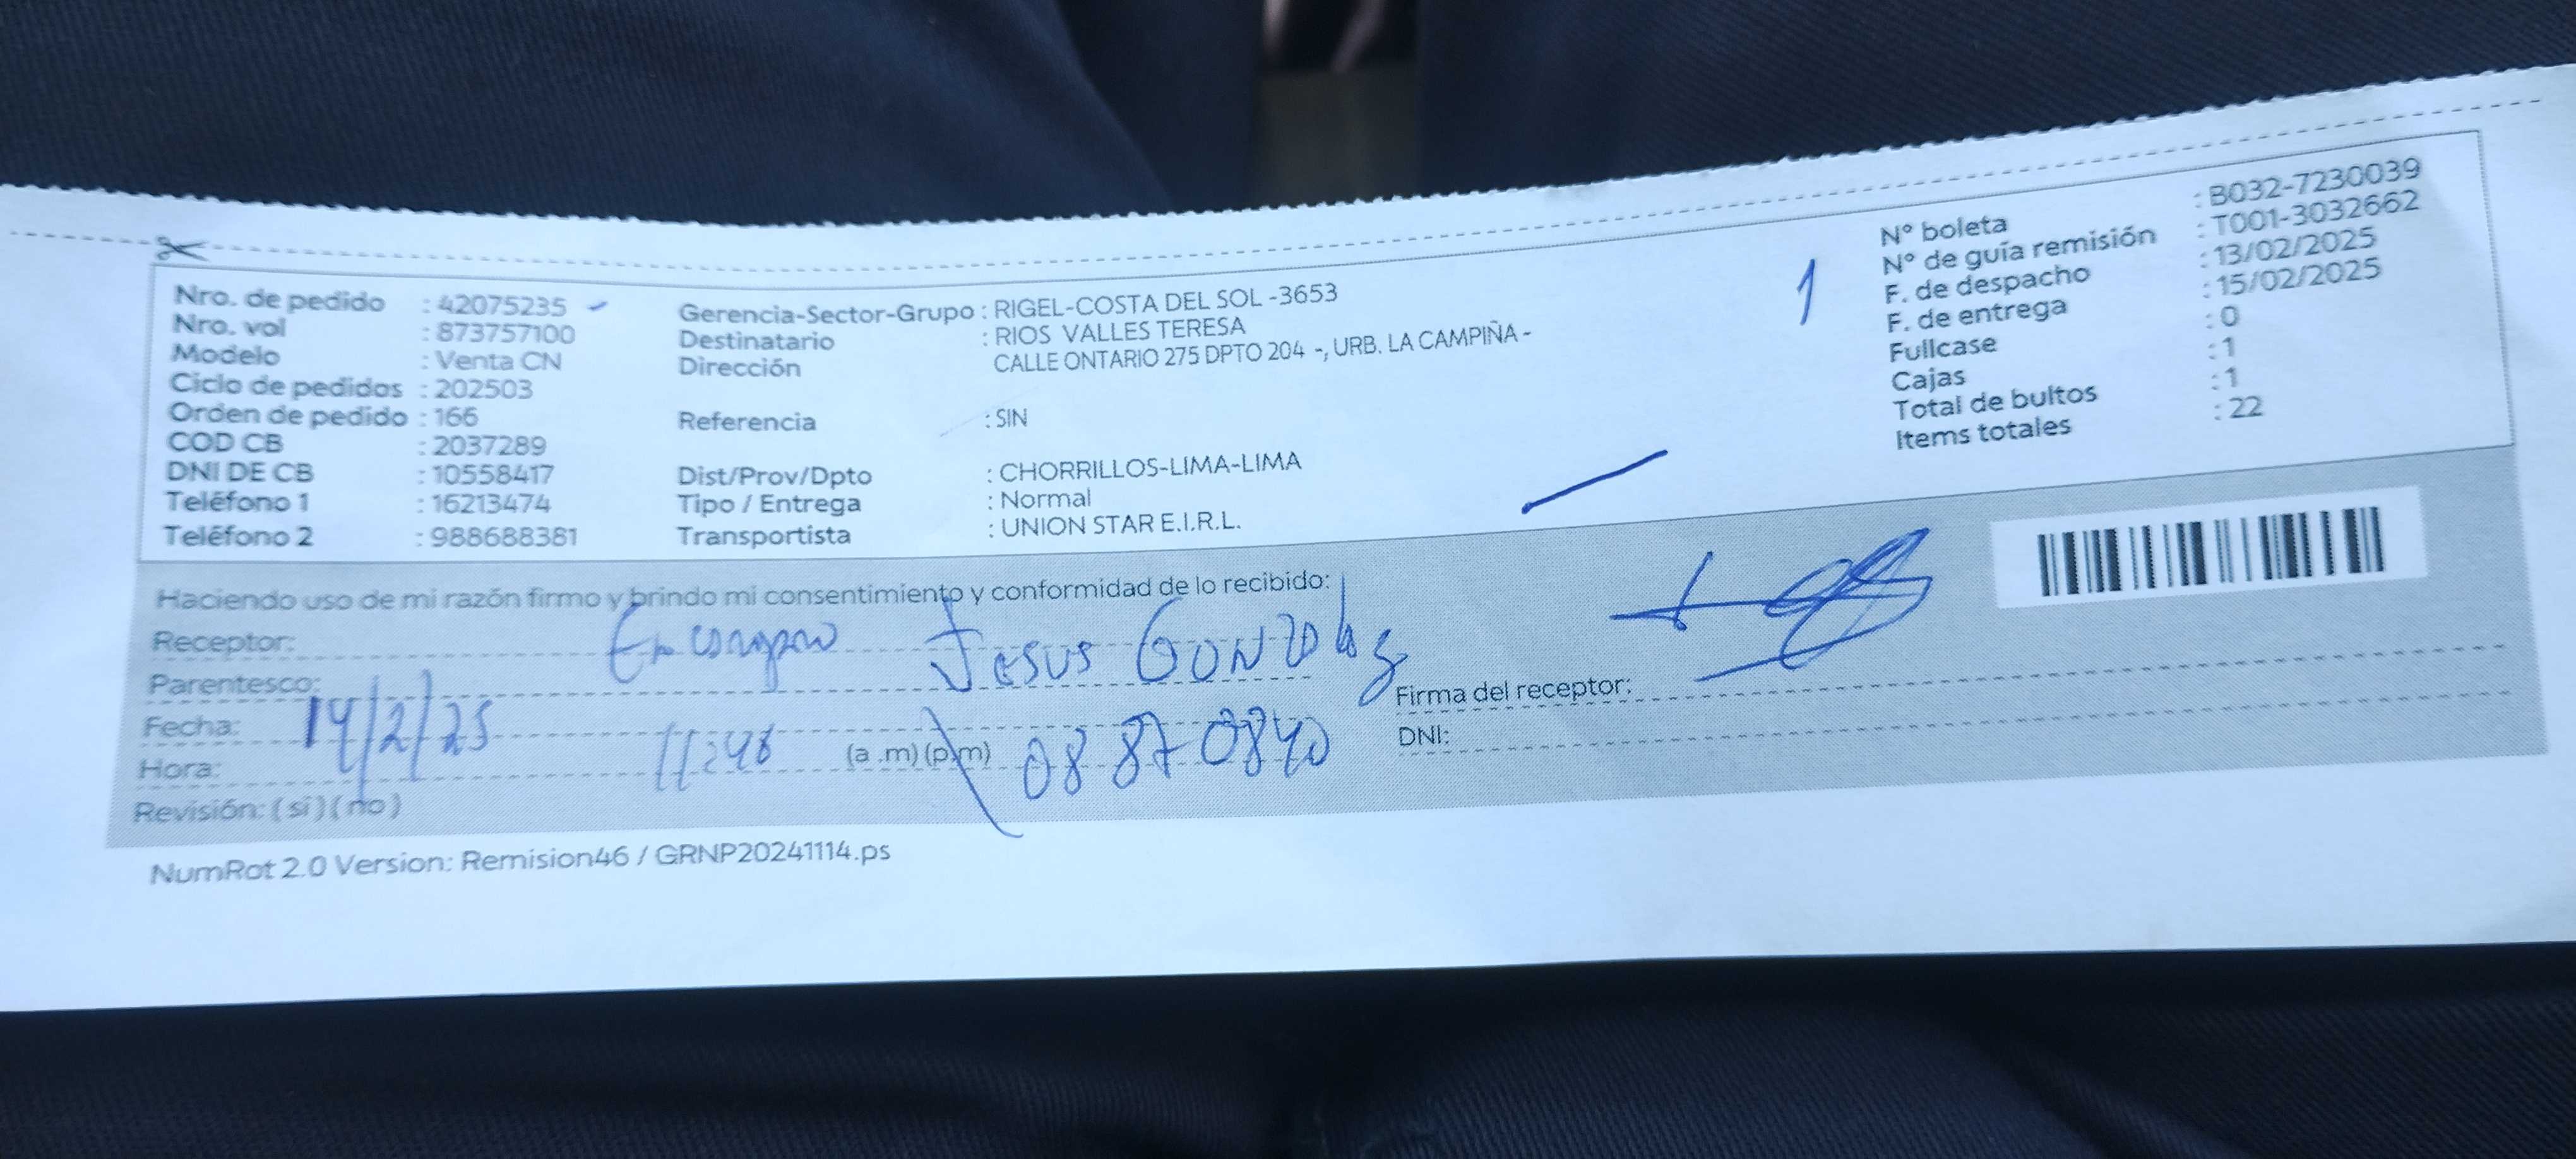 Nro. de pedido : 42075235
Nro. vol : 873757100
Modelo : Venta CN
Ciclo de pedidos : 202503
Orden de pedido : 166
COD CB : 2037289
DNI DE CB : 10558417
Teléfono 1 : 16213474
Teléfono 2 : 988688381
Gerencia-Sector-Grupo : RIGEL-COSTA DEL SOL -3653
Destinatario : RIOS VALLES TERESA
Dirección CALLE ONTARIO 275 DPTO 204 -, URB. LA CAMPIÑA -
Referencia : SIN
Dist/Prov/Dpto : CHORRILLOS-LIMA-LIMA
Tipo / Entrega : Normal
Transportista : UNION STAR E.I.R.L.
1
N° boleta : B032-7230039
N° de guía remisión : T001-3032662
F. de despacho : 13/02/2025
F. de entrega : 15/02/2025
Fullcase : 0
Cajas : 1
Total de bultos : 1
Items totales : 22
Haciendo uso de mi razón firmo y brindo mi consentimiento y conformidad de lo recibido:
Receptor: Jesus Gonzales
Parentesco:
Fecha: 14/2/25
Hora: 11:48 (a .m) (p.m) 08870840
Revisión: (si) (no)
Firma del receptor:
DNI:
NumRot 2.0 Version: Remision46 / GRNP20241114.ps